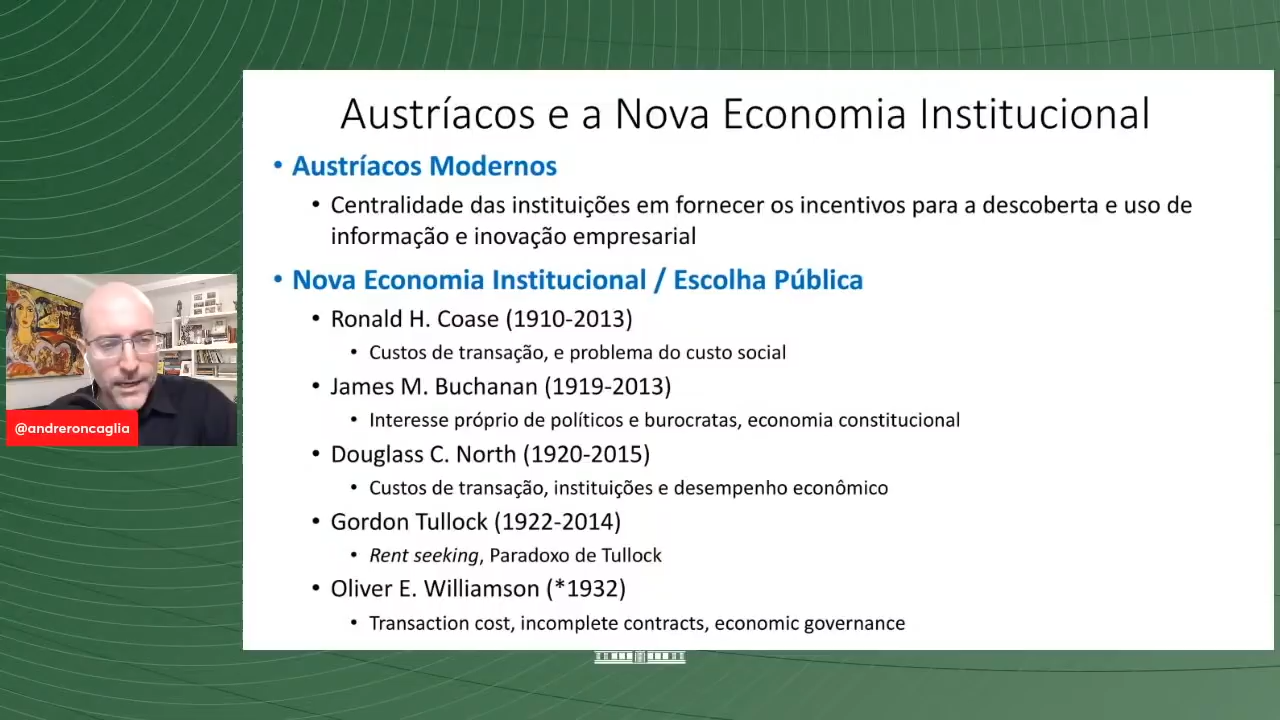 Austríacos e a Nova Economia Institucional
• Austríacos Modernos
• Centralidade das instituições em fornecer os incentivos para a descoberta e uso de
informação e inovação empresarial
• Nova Economia Institucional / Escolha Pública
• Ronald H. Coase (1910-2013)
• Custos de transação, e problema do custo social
• James M. Buchanan (1919-2013)
• Interesse próprio de políticos e burocratas, economia constitucional
• Douglass C. North (1920-2015)
• Custos de transação, instituições e desempenho econômico
• Gordon Tullock (1922-2014)
• Rent seeking, Paradoxo de Tullock
• Oliver E. Williamson (*1932)
• Transaction cost, incomplete contracts, economic governance
@andreroncaglia